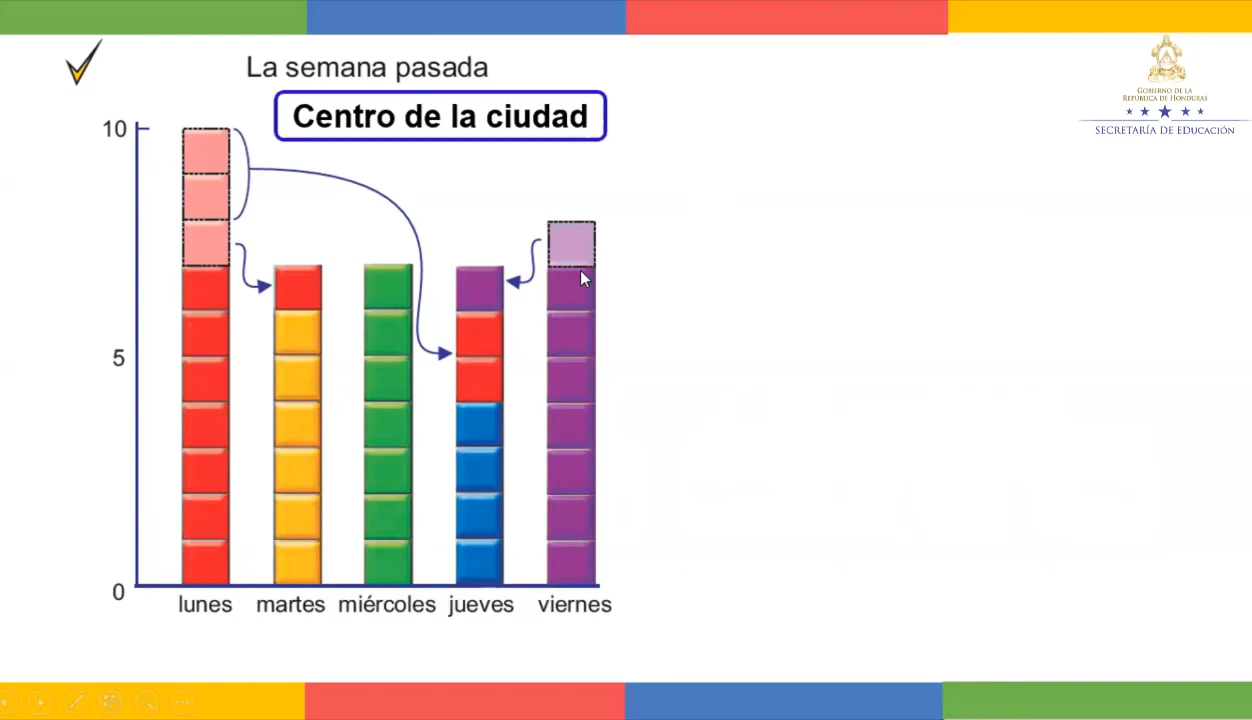 La semana pasada
Centro de la ciudad
GOBIERNO DE LA
REPÚBLICA DE HONDURAS
SECRETARÍA DE EDUCACIÓN
10
5
0
lunes martes miércoles jueves viernes